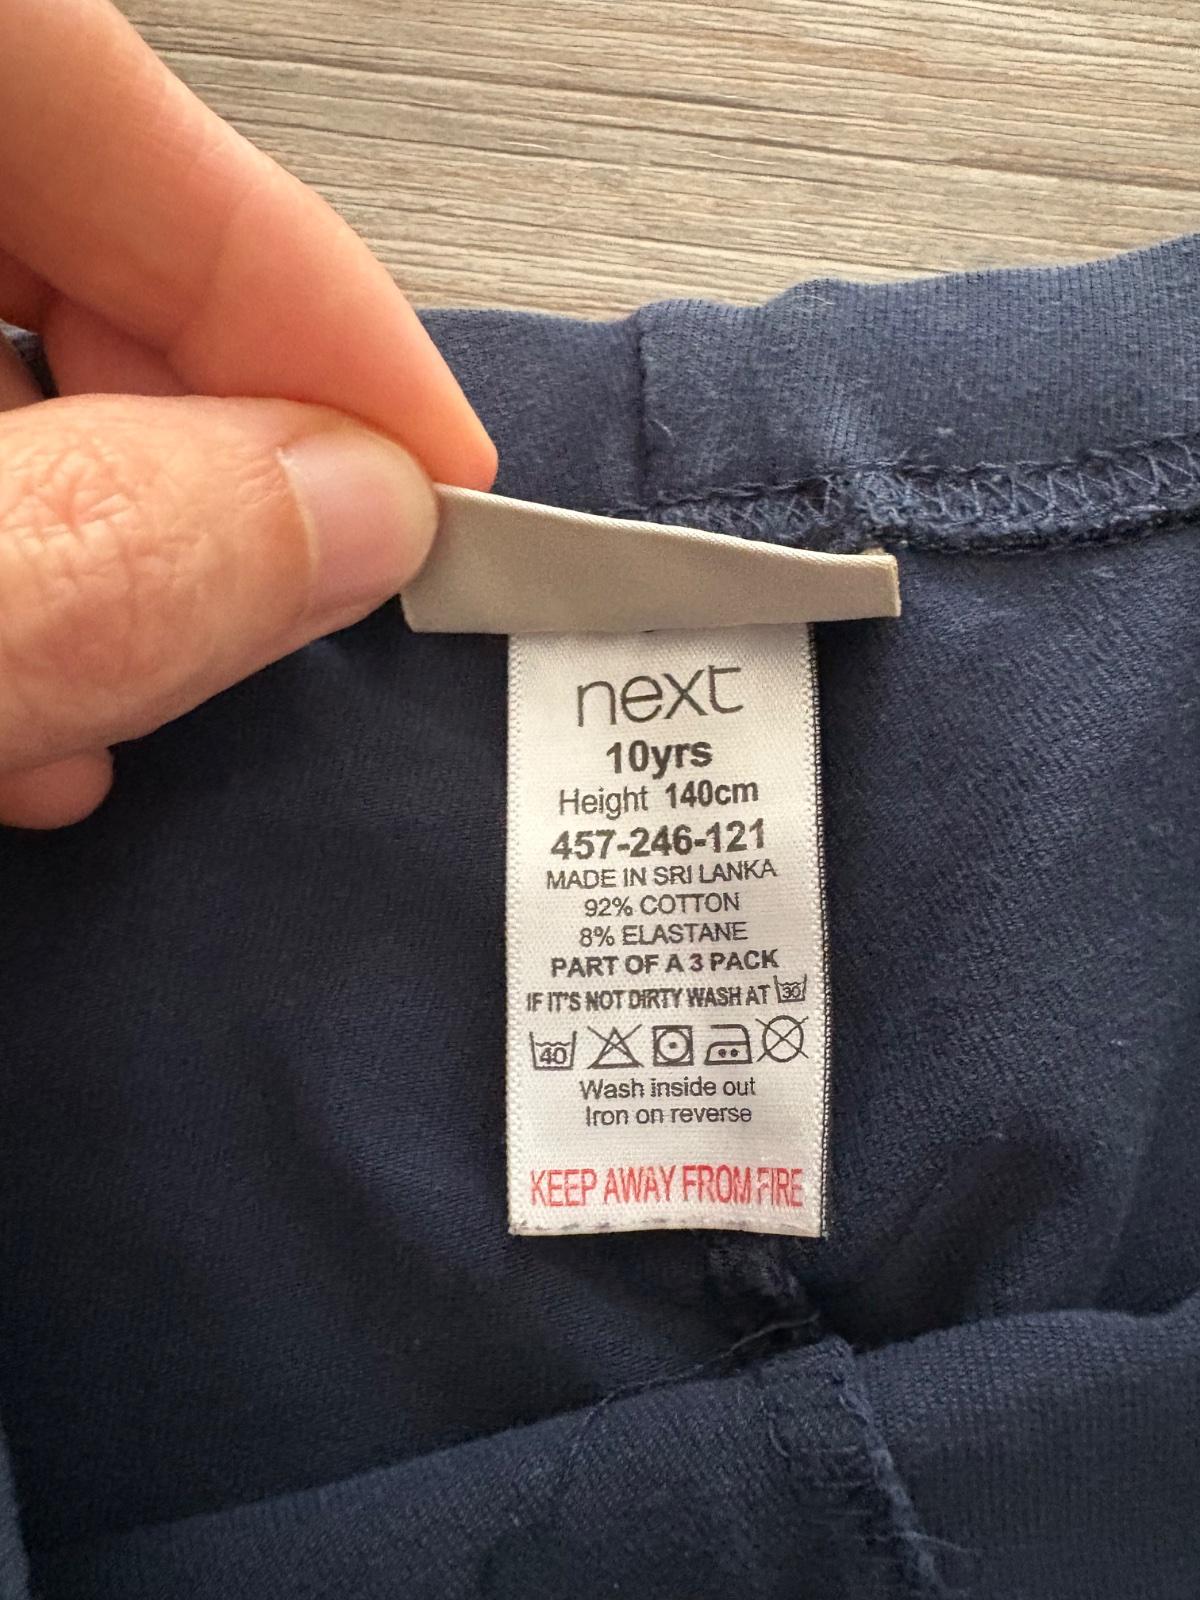 next
10yrs
Height 140cm
457-246-121
MADE IN SRI LANKA
92% COTTON
8% ELASTANE
PART OF A 3 PACK
IF IT'S NOT DIRTY WASH AT 30
40
Wash inside out
Iron on reverse
KEEP AWAY FROM FIRE